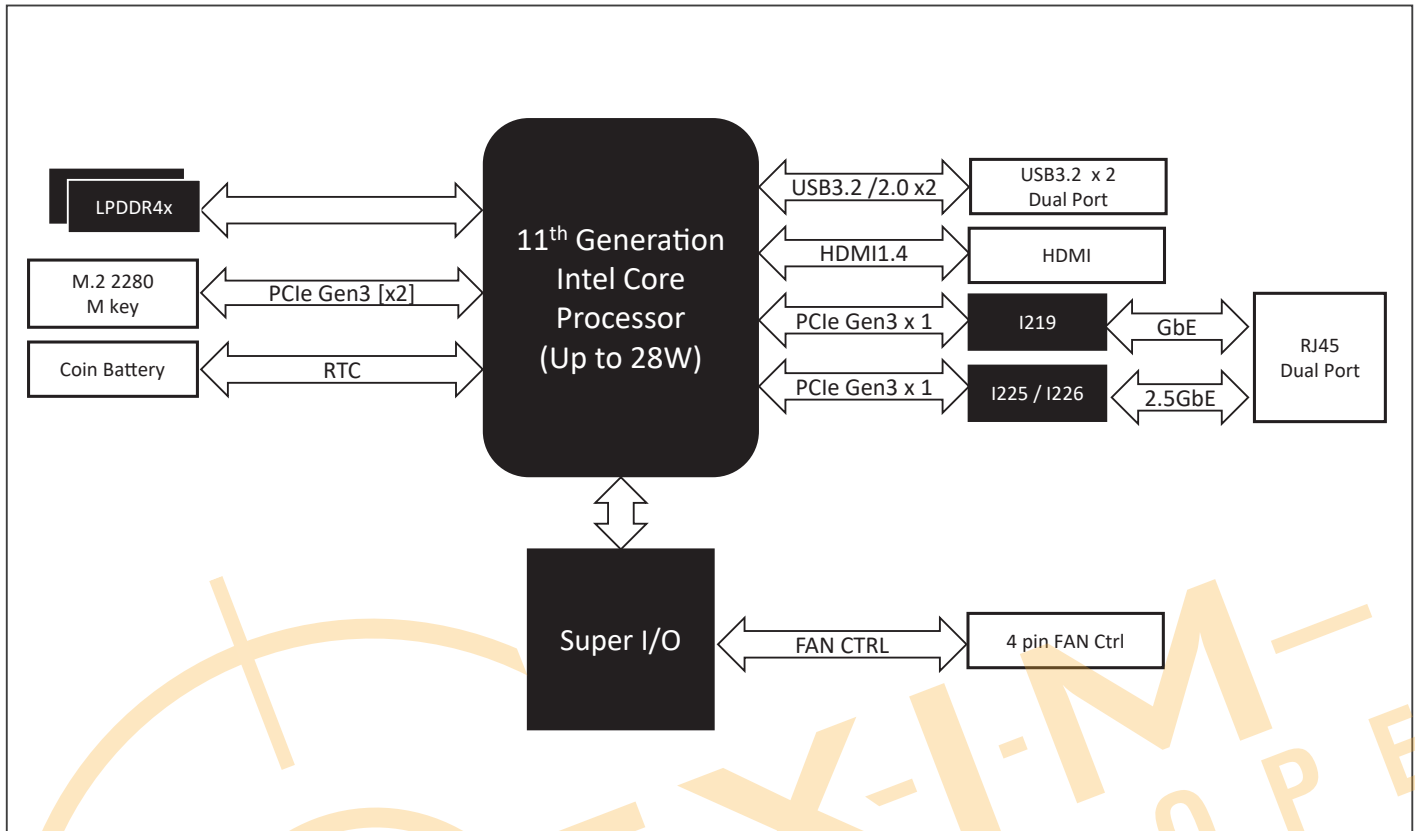 LPDDR4x
M.2 2280
M key
PCIe Gen3 [x2]
Coin Battery
RTC
11th Generation
Intel Core
Processor
(Up to 28W)
USB3.2 /2.0 x2
USB3.2 x 2
Dual Port
HDMI1.4
HDMI
PCIe Gen3 x 1
I219
GbE
PCIe Gen3 x 1
I225 / I226
2.5GbE
RJ45
Dual Port
Super I/O
FAN CTRL
4 pin FAN Ctrl